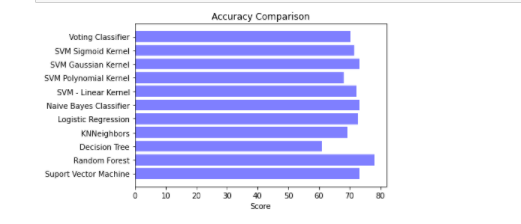 Accuracy Comparison
Voting Classifier
SVM Sigmoid Kernel
SVM Gaussian Kernel
SVM Polynomial Kernel
SVM - Linear Kernel
Naive Bayes Classifier
Logistic Regression
KNNeighbors
Decision Tree
Random Forest
Suport Vector Machine
0 10 20 30 40 50 60 70 80
Score